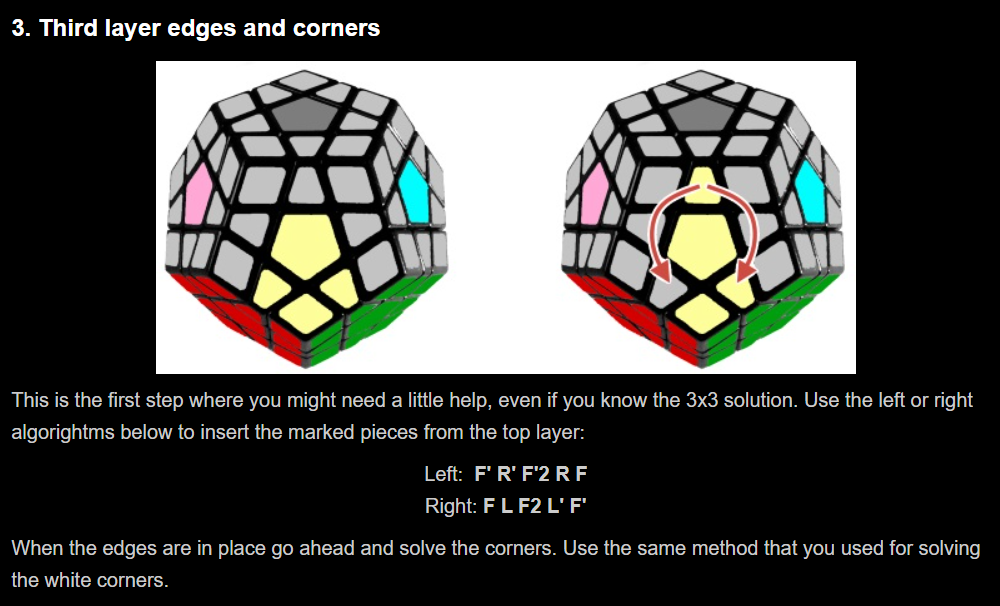 3. Third layer edges and corners
This is the first step where you might need a little help, even if you know the 3x3 solution. Use the left or right
algorightms below to insert the marked pieces from the top layer:
Left: F' R' F'2 R F
Right: F L F2 L' F'
When the edges are in place go ahead and solve the corners. Use the same method that you used for solving
the white corners.